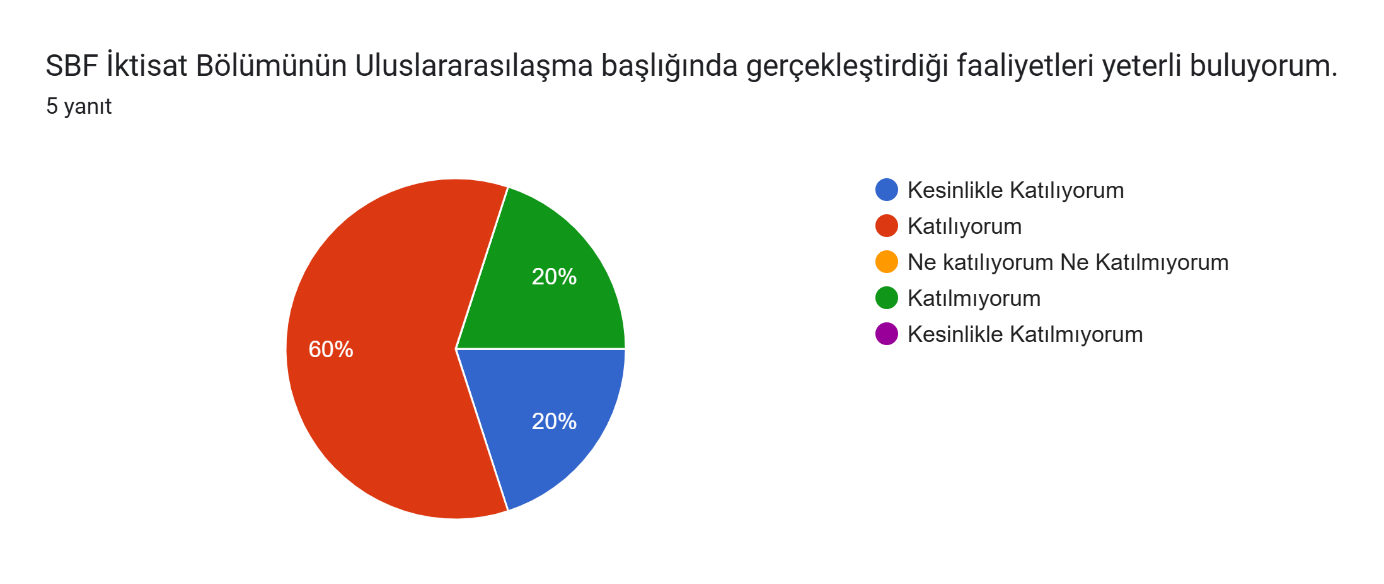 SBF İktisat Bölümünün Uluslararasılaşma başlığında gerçekleştirdiği faaliyetleri yeterli buluyorum.
5 yanıt
Kesinlikle Katılıyorum
Katılıyorum
Ne katılıyorum Ne Katılmıyorum
Katılmıyorum
Kesinlikle Katılmıyorum
20%
60%
20%